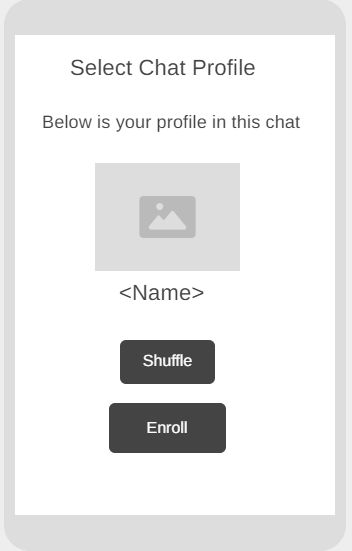 Select Chat Profile
Below is your profile in this chat
<Name>
Shuffle
Enroll